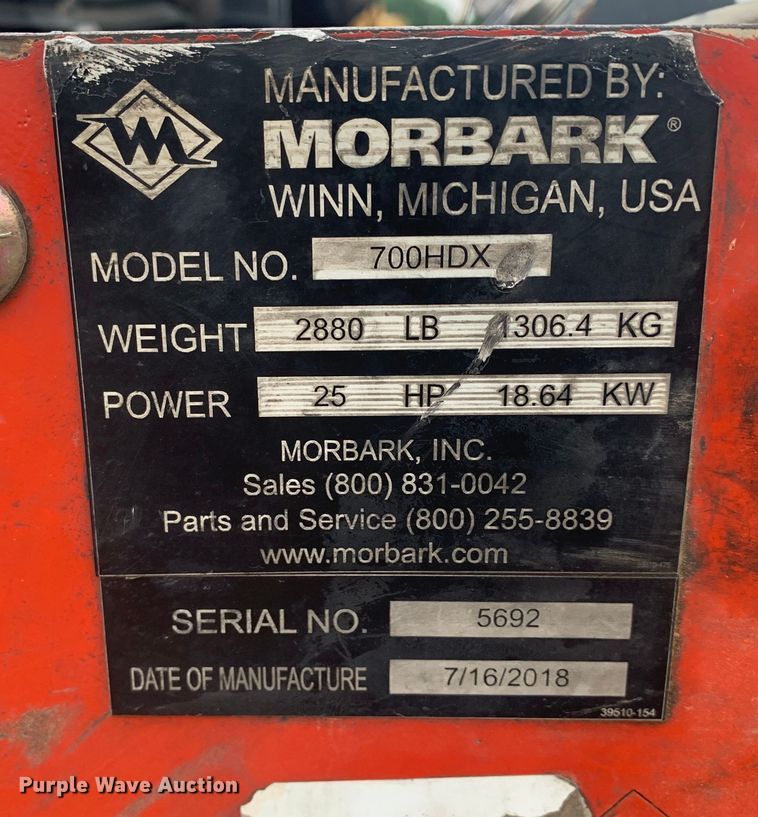 MANUFACTURED BY:
MORBARK®
WINN, MICHIGAN, USA
MODEL NO. 700HDX
WEIGHT 2880 LB 1306.4 KG
POWER 25 HP 18.64 KW
MORBARK, INC.
Sales (800) 831-0042
Parts and Service (800) 255-8839
www.morbark.com
SERIAL NO. 5692
DATE OF MANUFACTURE 7/16/2018
39510-154
Purple Wave Auction